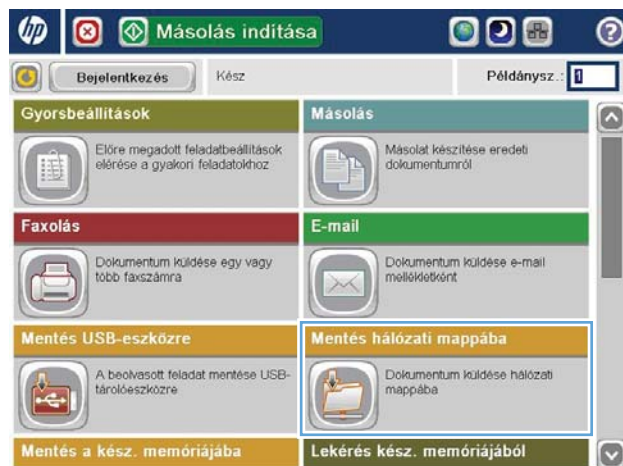 hp
Másolás indítása
?
Bejelentkezés
Kész
Példánysz.: 1
Gyorsbeállítások
Előre megadott feladatbeállítások
elérése a gyakori feladatokhoz
Másolás
Másolat készítése eredeti
dokumentumról
Faxolás
Dokumentum küldése egy vagy
több faxszámra
E-mail
Dokumentum küldése e-mail
mellékletként
Mentés USB-eszközre
A beolvasott feladat mentése USB-
tárolóeszközre
Mentés hálózati mappába
Dokumentum küldése hálózati
mappába
Mentés a kész. memóriájába
Lekérés kész. memóriájából